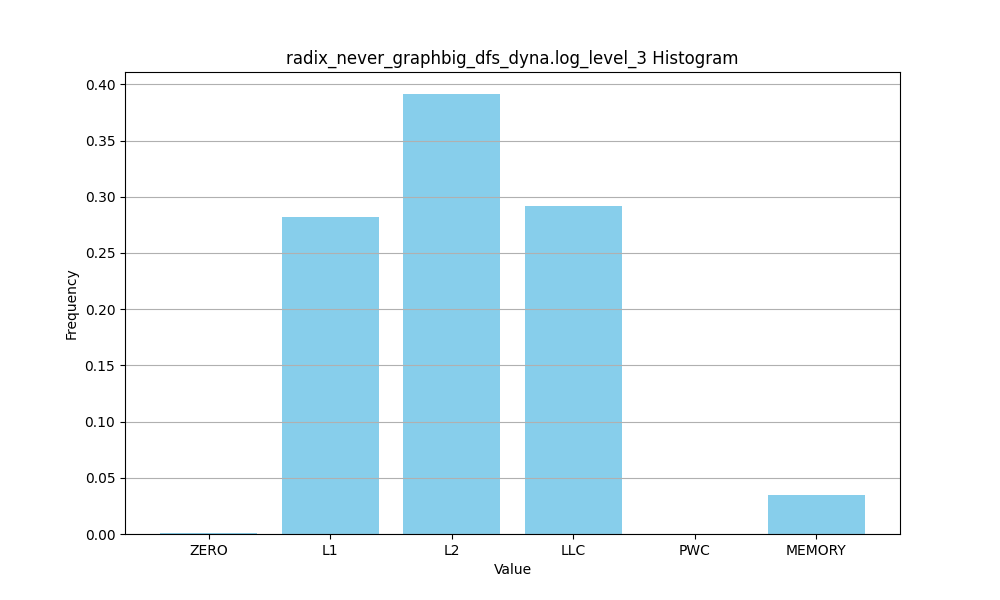 radix_never_graphbig_dfs_dyna.log_level_3 Histogram
0.40
0.35
0.30
0.25
0.20
0.15
0.10
0.05
0.00
Frequency
ZERO L1 L2 LLC PWC MEMORY
Value